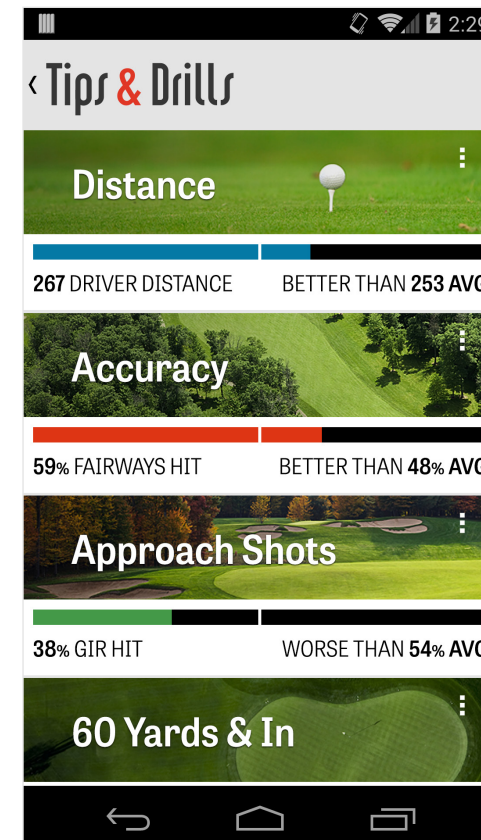 2:29
Tips & Drills
Distance
267 DRIVER DISTANCE BETTER THAN 253 AVG
Accuracy
59% FAIRWAYS HIT BETTER THAN 48% AVG
Approach Shots
38% GIR HIT WORSE THAN 54% AVG
60 Yards & In